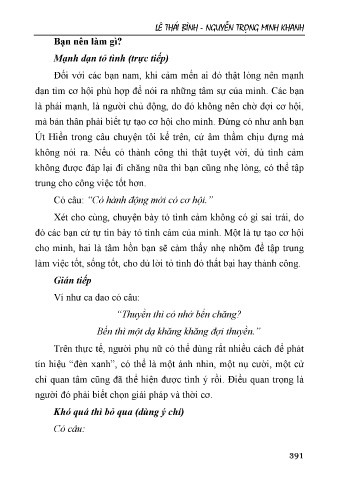 LÊ THÁI BÌNH - NGUYỄN TRỌNG MINH KHANH
Bạn nên làm gì?
Mạnh dạn tỏ tình (trực tiếp)
Đối với các bạn nam, khi cảm mến ai đó thật lòng nên mạnh
dạn tìm cơ hội phù hợp để nói ra những tâm sự của mình. Các bạn
là phái mạnh, là người chủ động, do đó không nên chờ đợi cơ hội,
mà bản thân phải biết tự tạo cơ hội cho mình. Đừng có như anh bạn
Út Hiền trong câu chuyện tôi kể trên, cứ âm thầm chịu đựng mà
không nói ra. Nếu có thành công thì thật tuyệt vời, dù tình cảm
không được đáp lại đi chăng nữa thì bạn cũng nhẹ lòng, có thể tập
trung cho công việc tốt hơn.
Có câu: “Có hành động mới có cơ hội.”
Xét cho cùng, chuyện bày tỏ tình cảm không có gì sai trái, do
đó các bạn cứ tự tin bày tỏ tình cảm của mình. Một là tự tạo cơ hội
cho mình, hai là tâm hồn bạn sẽ cảm thấy nhẹ nhõm để tập trung
làm việc tốt, sống tốt, cho dù lời tỏ tình đó thất bại hay thành công.
Gián tiếp
Ví như ca dao có câu:
“Thuyền thì có nhớ bến chăng?
Bến thì một dạ khăng khăng đợi thuyền.”
Trên thực tế, người phụ nữ có thể dùng rất nhiều cách để phát
tín hiệu “đèn xanh”, có thể là một ánh nhìn, một nụ cười, một cử
chỉ quan tâm cũng đã thể hiện được tình ý rồi. Điều quan trọng là
người đó phải biết chọn giải pháp và thời cơ.
Khó quá thì bỏ qua (dùng ý chí)
Có câu:
391